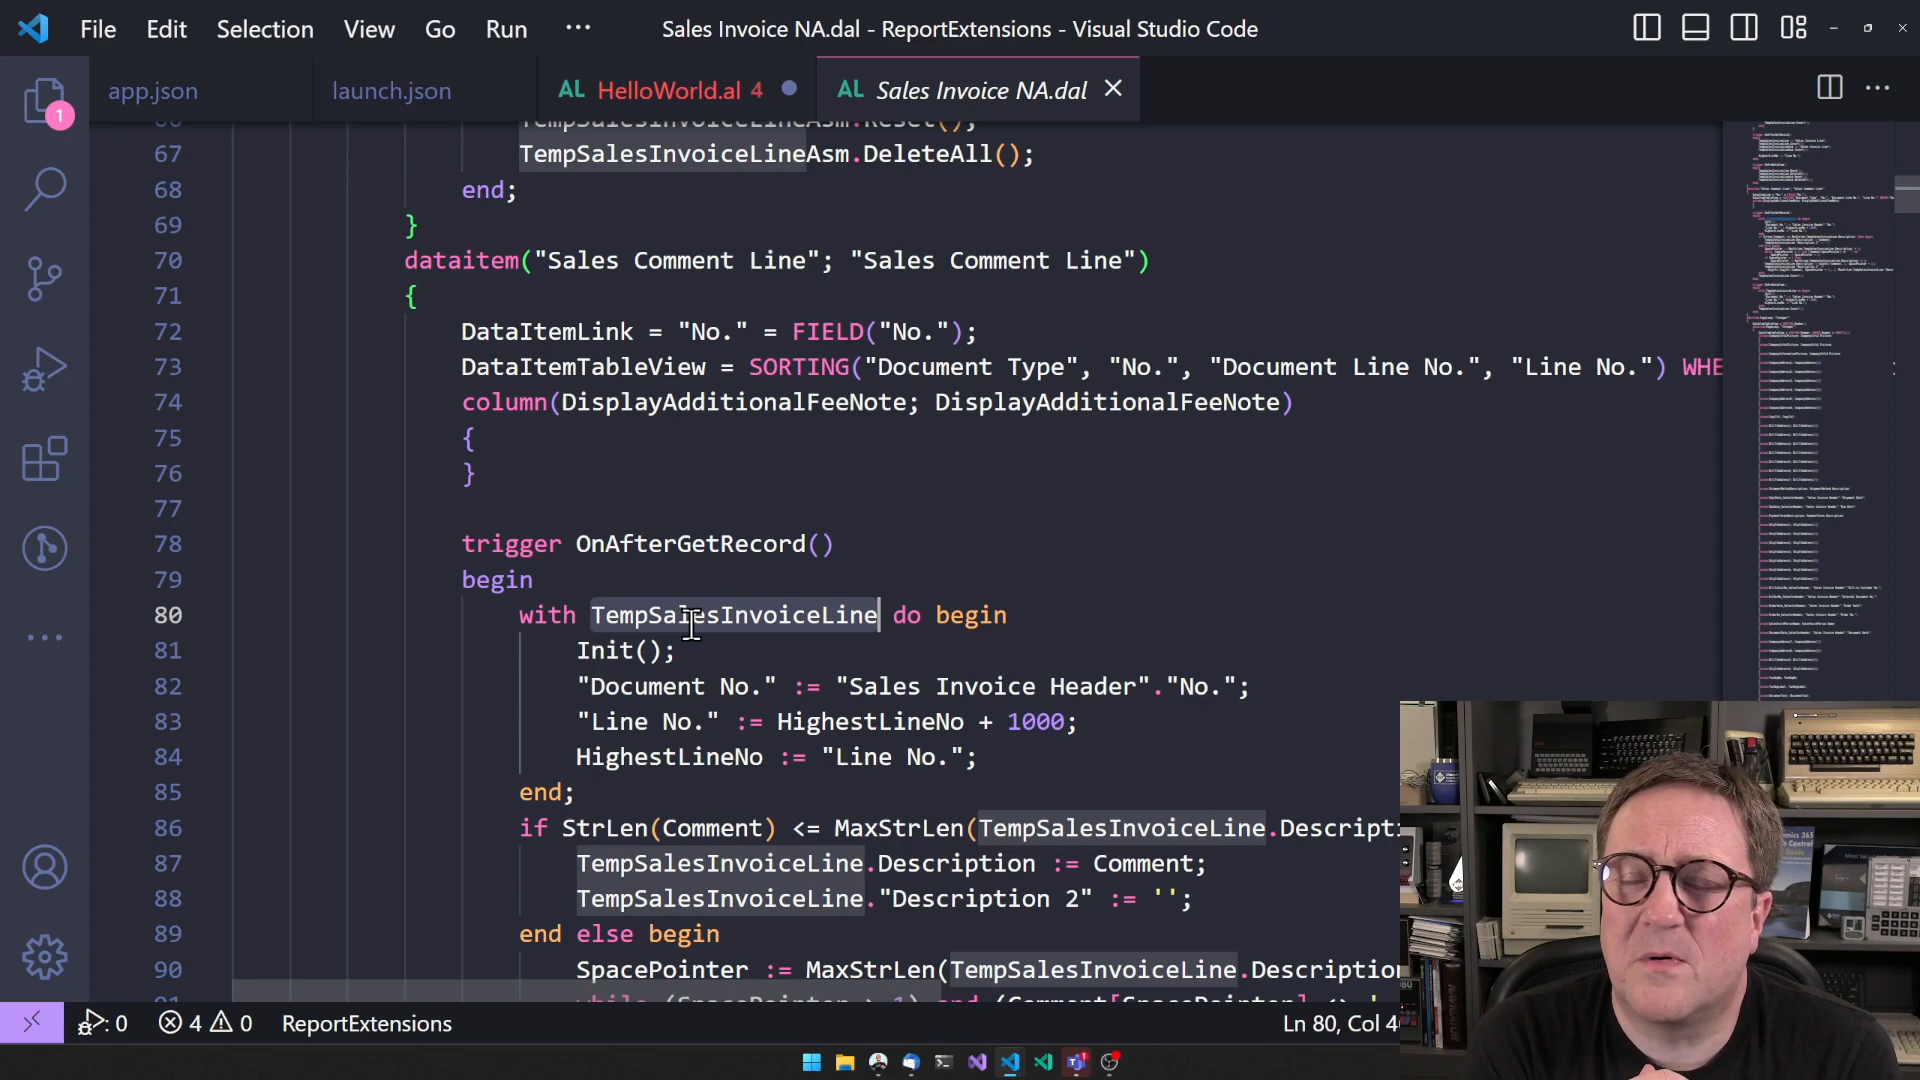 File Edit Selection View Go Run ··· Sales Invoice NA.dal - ReportExtensions - Visual Studio Code
app.json launch.json AL HelloWorld.al 4 AL Sales Invoice NA.dal
1
67 TempSalesInvoiceLineAsm.DeleteAll();
68 end;
69 }
70 dataitem("Sales Comment Line"; "Sales Comment Line")
71 {
72 DataItemLink = "No." = FIELD("No.");
73 DataItemTableView = SORTING("Document Type", "No.", "Document Line No.", "Line No.") WHE
74 column(DisplayAdditionalFeeNote; DisplayAdditionalFeeNote)
75 {
76 }
77
78 trigger OnAfterGetRecord()
79 begin
80 with TempSalesInvoiceLine do begin
81 Init();
82 "Document No." := "Sales Invoice Header"."No.";
83 "Line No." := HighestLineNo + 1000;
84 HighestLineNo := "Line No.";
85 end;
86 if StrLen(Comment) <= MaxStrLen(TempSalesInvoiceLine.Descript
87 TempSalesInvoiceLine.Description := Comment;
88 TempSalesInvoiceLine."Description 2" := '';
89 end else begin
90 SpacePointer := MaxStrLen(TempSalesInvoiceLine.Description
0 4 0 ReportExtensions Ln 80, Col 4